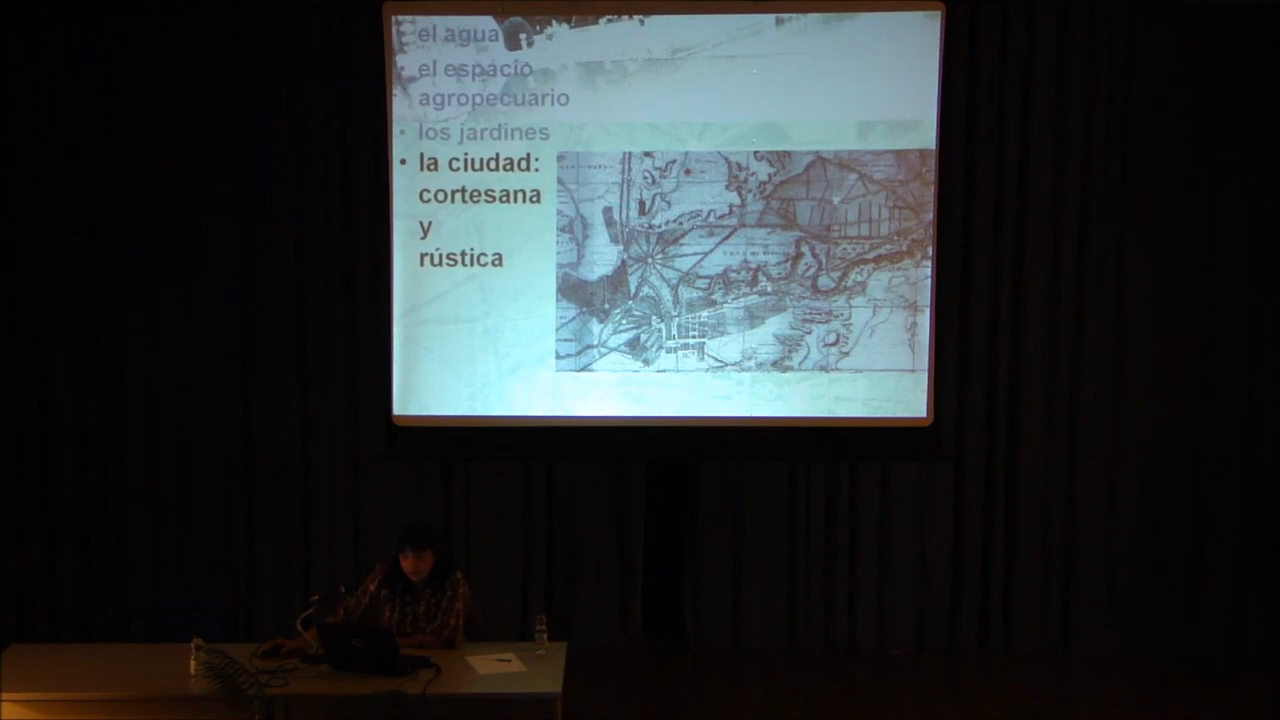 el agua
el espacio
agropecuario
• los jardines
• la ciudad:
cortesana
y
rústica